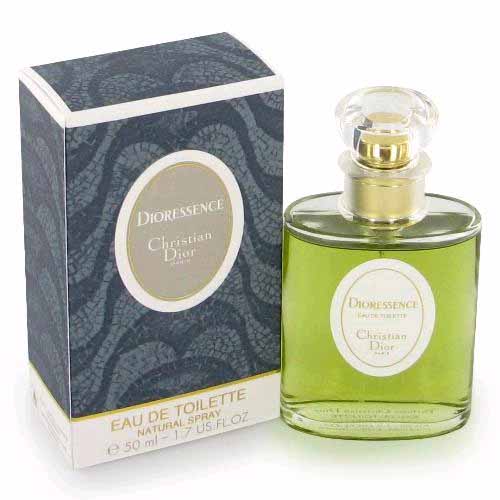 DIORESSENCE
Christian
Dior
PARIS
EAU DE TOILETTE
NATURAL SPRAY
℮ 50 ml - 1.7 US.FL.OZ
DIORESSENCE
EAU DE TOILETTE
Christian
Dior
PARIS